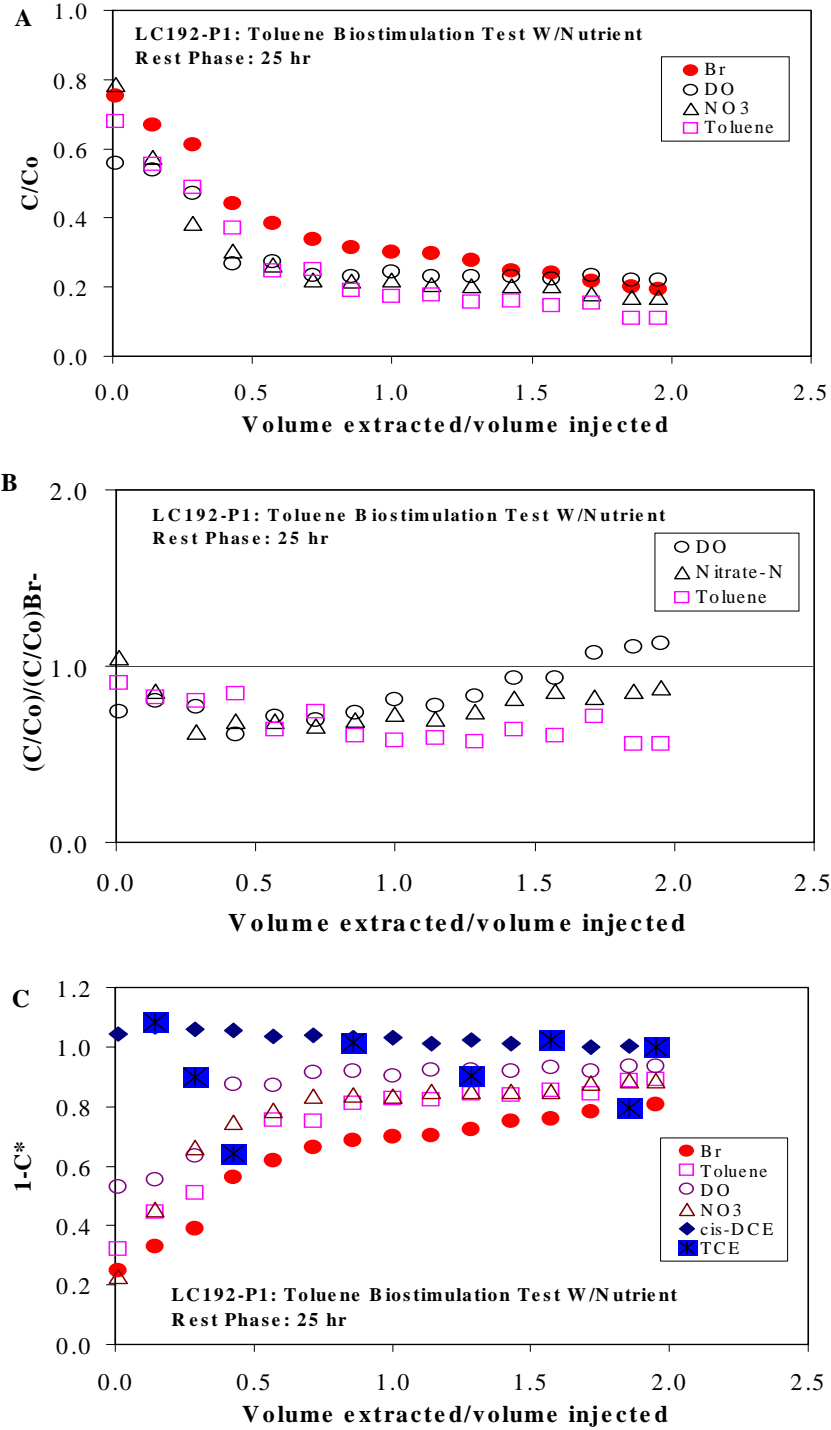 A
LC192-P1: Toluene Biostimulation Test W/Nutrient
Rest Phase: 25 hr
Br
DO
NO3
Toluene
C/Co
1.0
0.8
0.6
0.4
0.2
0.0
0.0 0.5 1.0 1.5 2.0 2.5
Volume extracted/volume injected
B
LC192-P1: Toluene Biostimulation Test W/Nutrient
Rest Phase: 25 hr
DO
Nitrate-N
Toluene
(C/Co)/(C/Co)Br-
2.0
1.0
0.0
0.0 0.5 1.0 1.5 2.0 2.5
Volume extracted/volume injected
C
1-C*
1.2
1.0
0.8
0.6
0.4
0.2
0.0
Br
Toluene
DO
NO3
cis-DCE
TCE
LC192-P1: Toluene Biostimulation Test W/Nutrient
Rest Phase: 25 hr
0.0 0.5 1.0 1.5 2.0 2.5
Volume extracted/volume injected